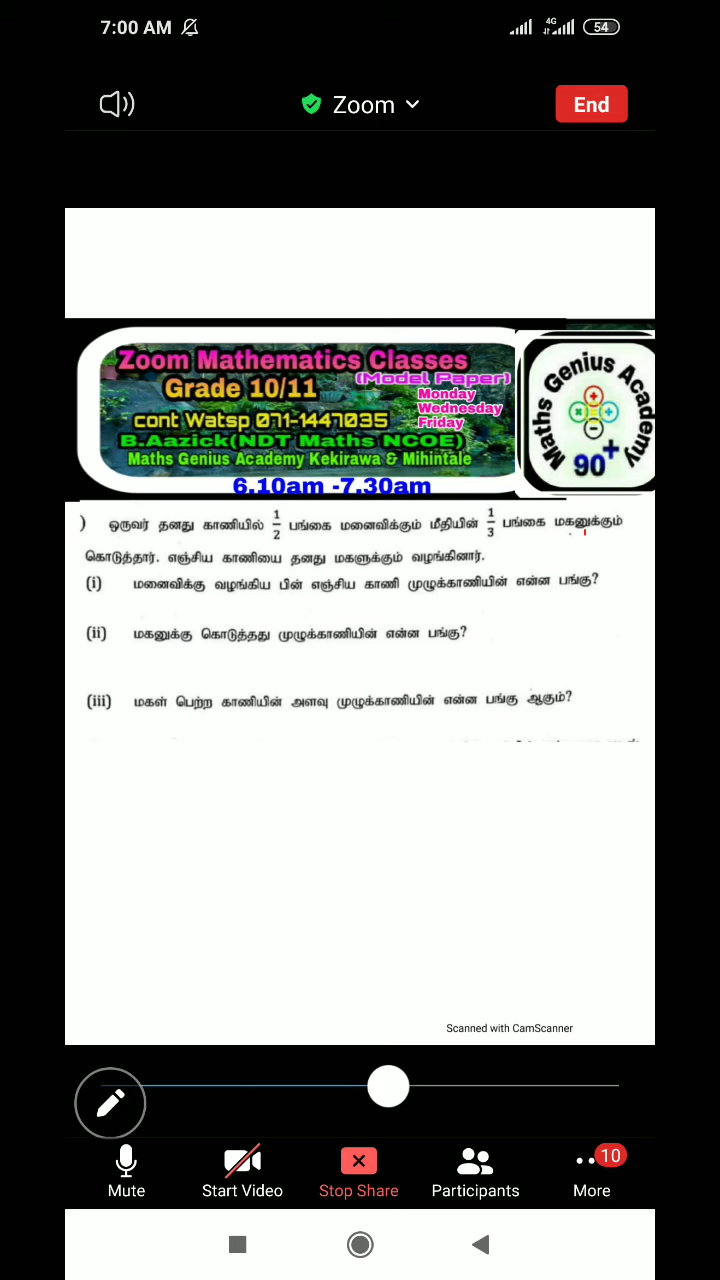 7:00 AM 4G 54
Zoom End
Zoom Mathematics Classes
(Model Paper)
Grade 10/11
Monday
Wednesday
Friday
cont Watsp 071-1447035
B.Aazick(NDT Maths NCOE)
Maths Genius Academy Kekirawa & Mihintale
6.10am -7.30am
Maths Genius Academy
90+
) ஒருவர் தனது காணியில் 1/2 பங்கை மனைவிக்கும் மீதியின் 1/3 பங்கை மகனுக்கும்
கொடுத்தார். எஞ்சிய காணியை தனது மகளுக்கும் வழங்கினார்.
(i) மனைவிக்கு வழங்கிய பின் எஞ்சிய காணி முழுக்காணியின் என்ன பங்கு?
(ii) மகனுக்கு கொடுத்தது முழுக்காணியின் என்ன பங்கு?
(iii) மகள் பெற்ற காணியின் அளவு முழுக்காணியின் என்ன பங்கு ஆகும்?
Scanned with CamScanner
10
Mute Start Video Stop Share Participants More